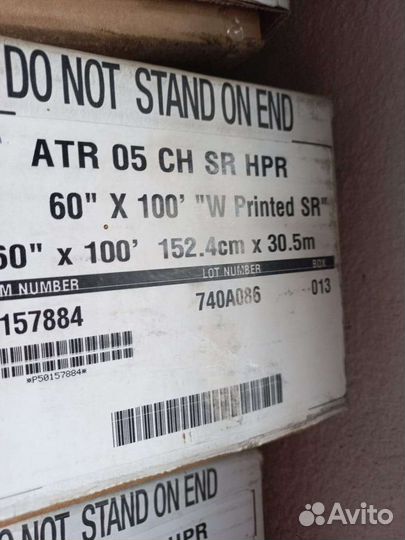 DO NOT STAND ON END
ATR 05 CH SR HPR
60" X 100' "W Printed SR"
60" x 100' 152.4cm x 30.5m
M NUMBER LOT NUMBER BOX
157884 740A086 013
*P50157884*
DO NOT STAND ON END
HPR
Avito